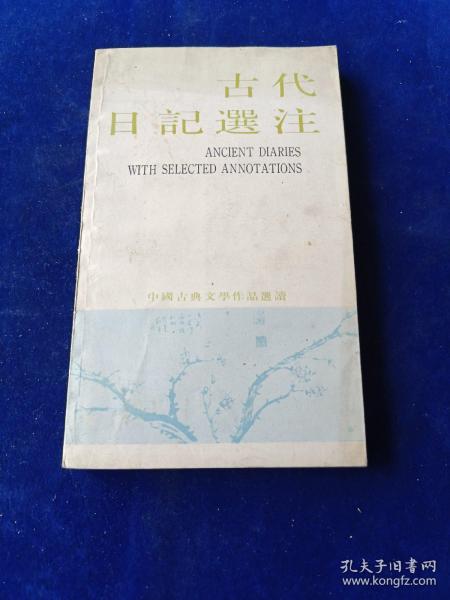 古代
日記選注
ANCIENT DIARIES
WITH SELECTED ANNOTATIONS
中國古典文學作品選讀
孔夫子旧书网
www.kongfz.com